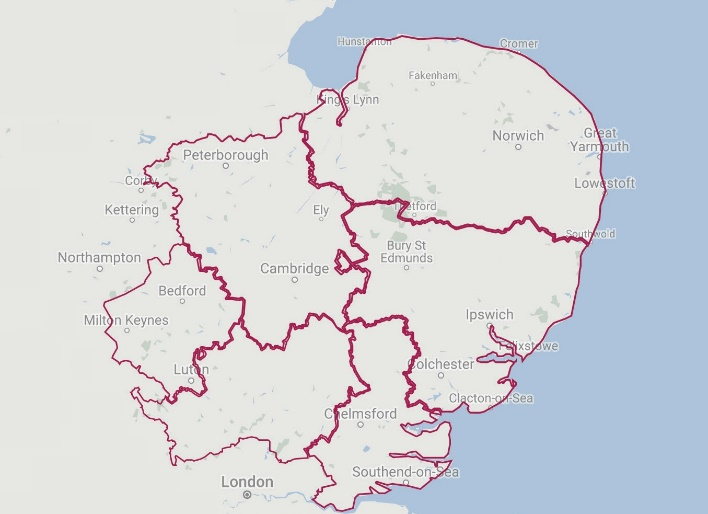 Hunstanton
Cromer
Fakenham
King's Lynn
Norwich
Great
Yarmouth
Peterborough
Corby
Lowestoft
Kettering
Ely
Thetford
Southwold
Bury St
Edmunds
Northampton
Cambridge
Bedford
Milton Keynes
Ipswich
Felixstowe
Luton
Colchester
Clacton-on-Sea
Chelmsford
Southend-on-Sea
London